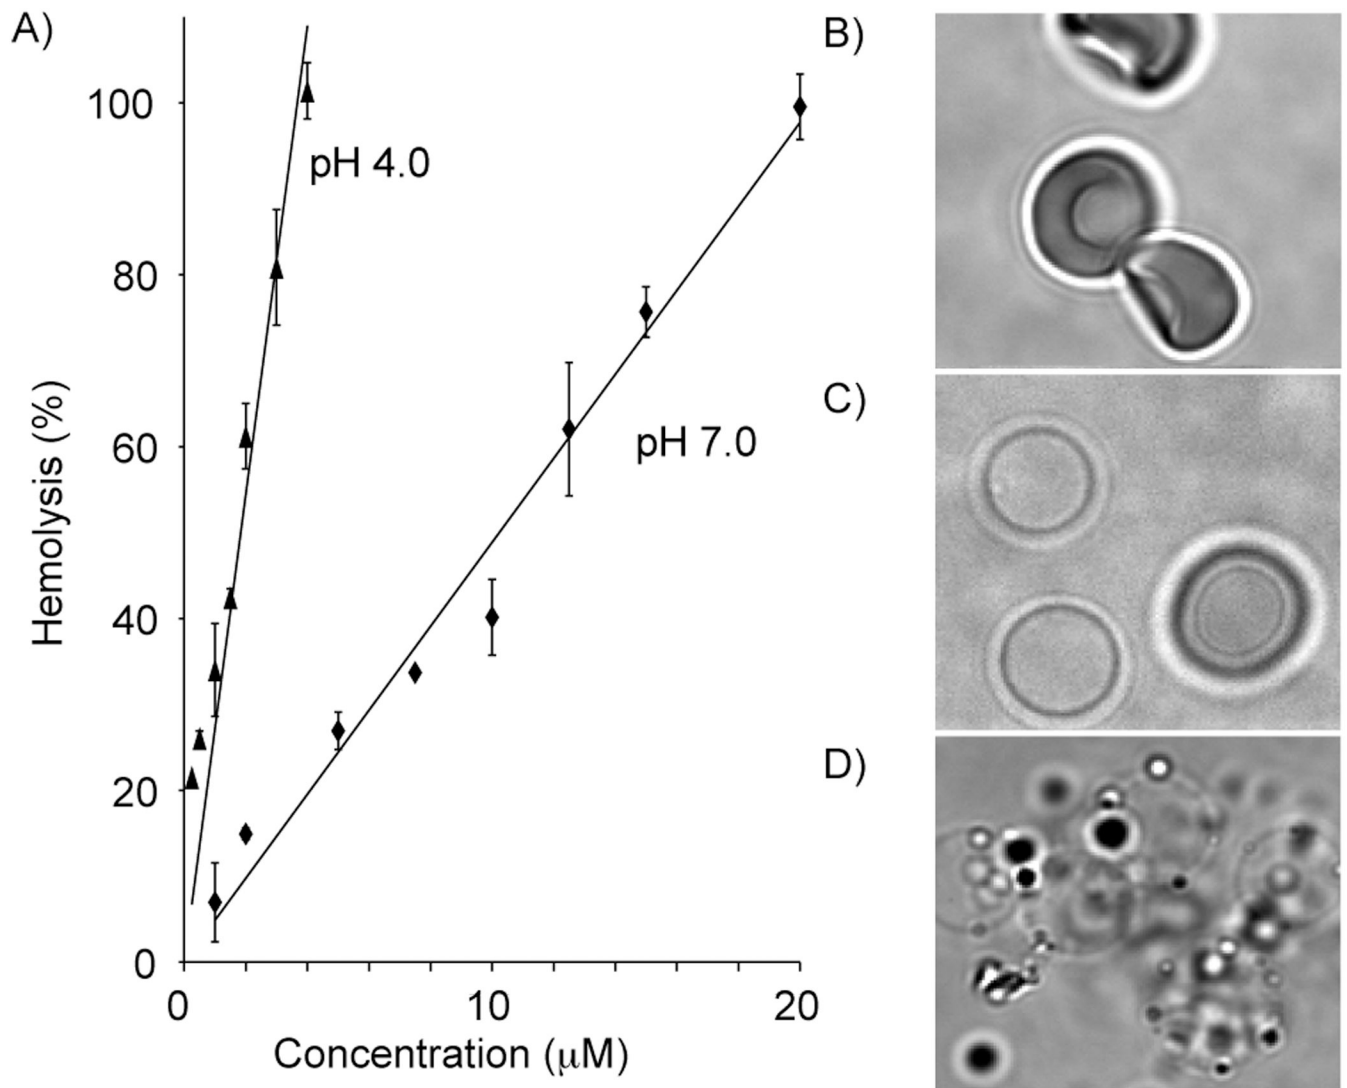 A)
B)
100
pH 4.0
80
C)
60
pH 7.0
Hemolysis (%)
40
D)
20
0
0
10
20
Concentration (μM)